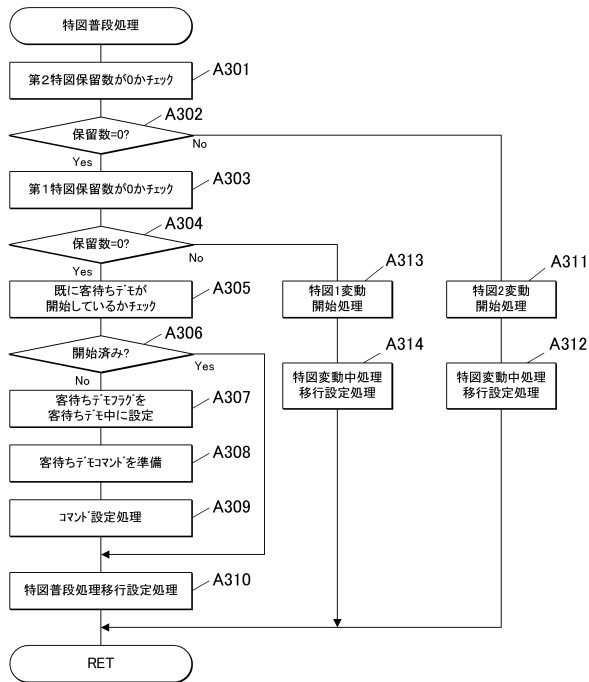 特図普段処理
第2特図保留数が0かチェック
A301
A302
保留数=0?
No
Yes
第1特図保留数が0かチェック
A303
A304
保留数=0?
No
Yes
既に客待ちデモが
開始しているかチェック
A305
A306
開始済み?
Yes
No
客待ちデモフラグを
客待ちデモ中に設定
A307
客待ちデモコマンドを準備
A308
コマンド設定処理
A309
特図普段処理移行設定処理
A310
特図1変動
開始処理
A313
特図変動中処理
移行設定処理
A314
特図2変動
開始処理
A311
特図変動中処理
移行設定処理
A312
RET